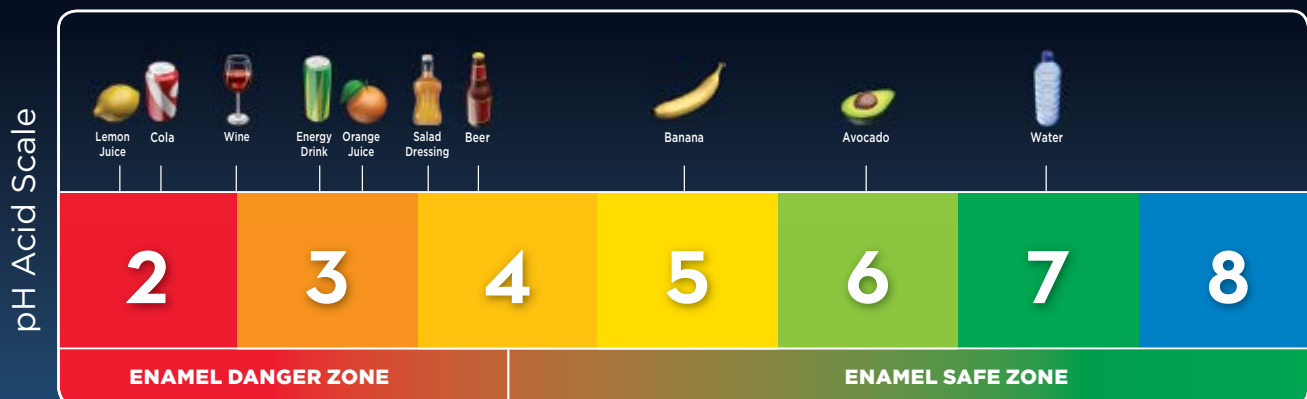 pH Acid Scale
Lemon
Juice
Cola
Wine
Energy
Drink
Orange
Juice
Salad
Dressing
Beer
Banana
Avocado
Water
2
3
4
5
6
7
8
ENAMEL DANGER ZONE
ENAMEL SAFE ZONE